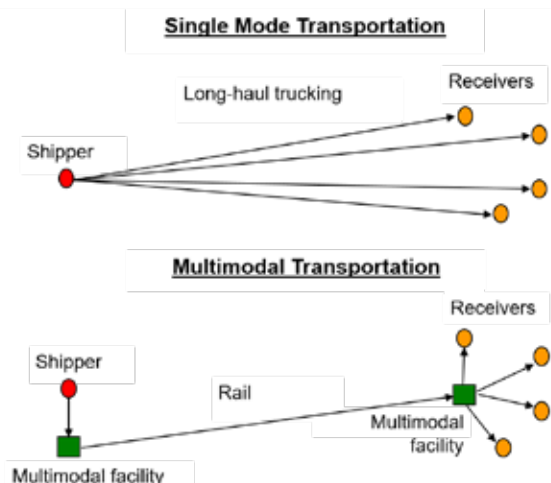 Single Mode Transportation
Receivers
Long-haul trucking
Shipper
Multimodal Transportation
Receivers
Shipper
Rail
Multimodal
facility
Multimodal facility